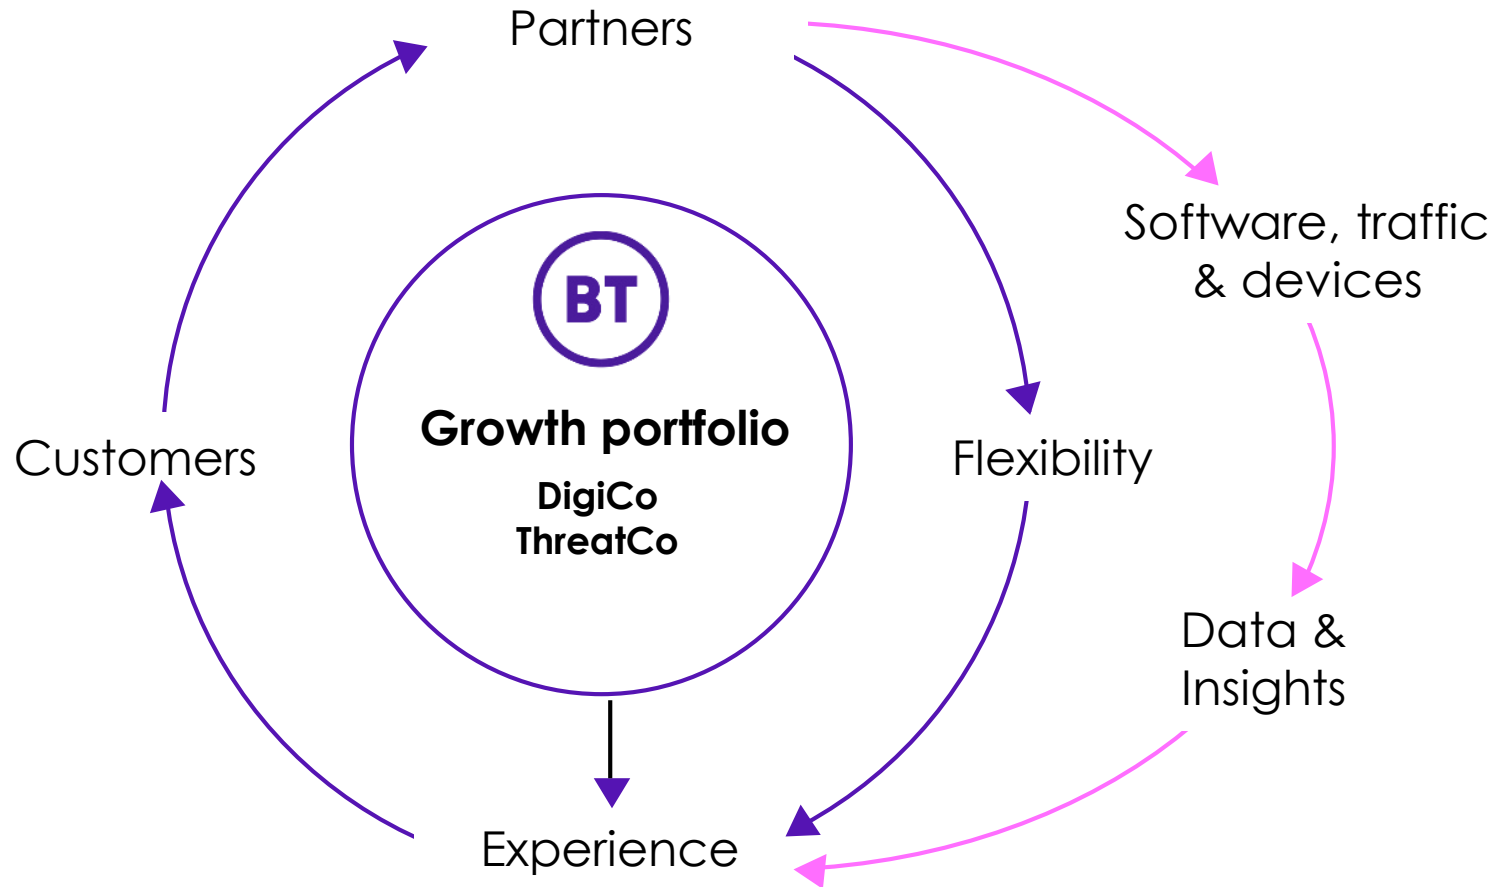 Partners
Software, traffic
& devices
BT
Growth portfolio
DigiCo
ThreatCo
Customers
Flexibility
Data &
Insights
Experience